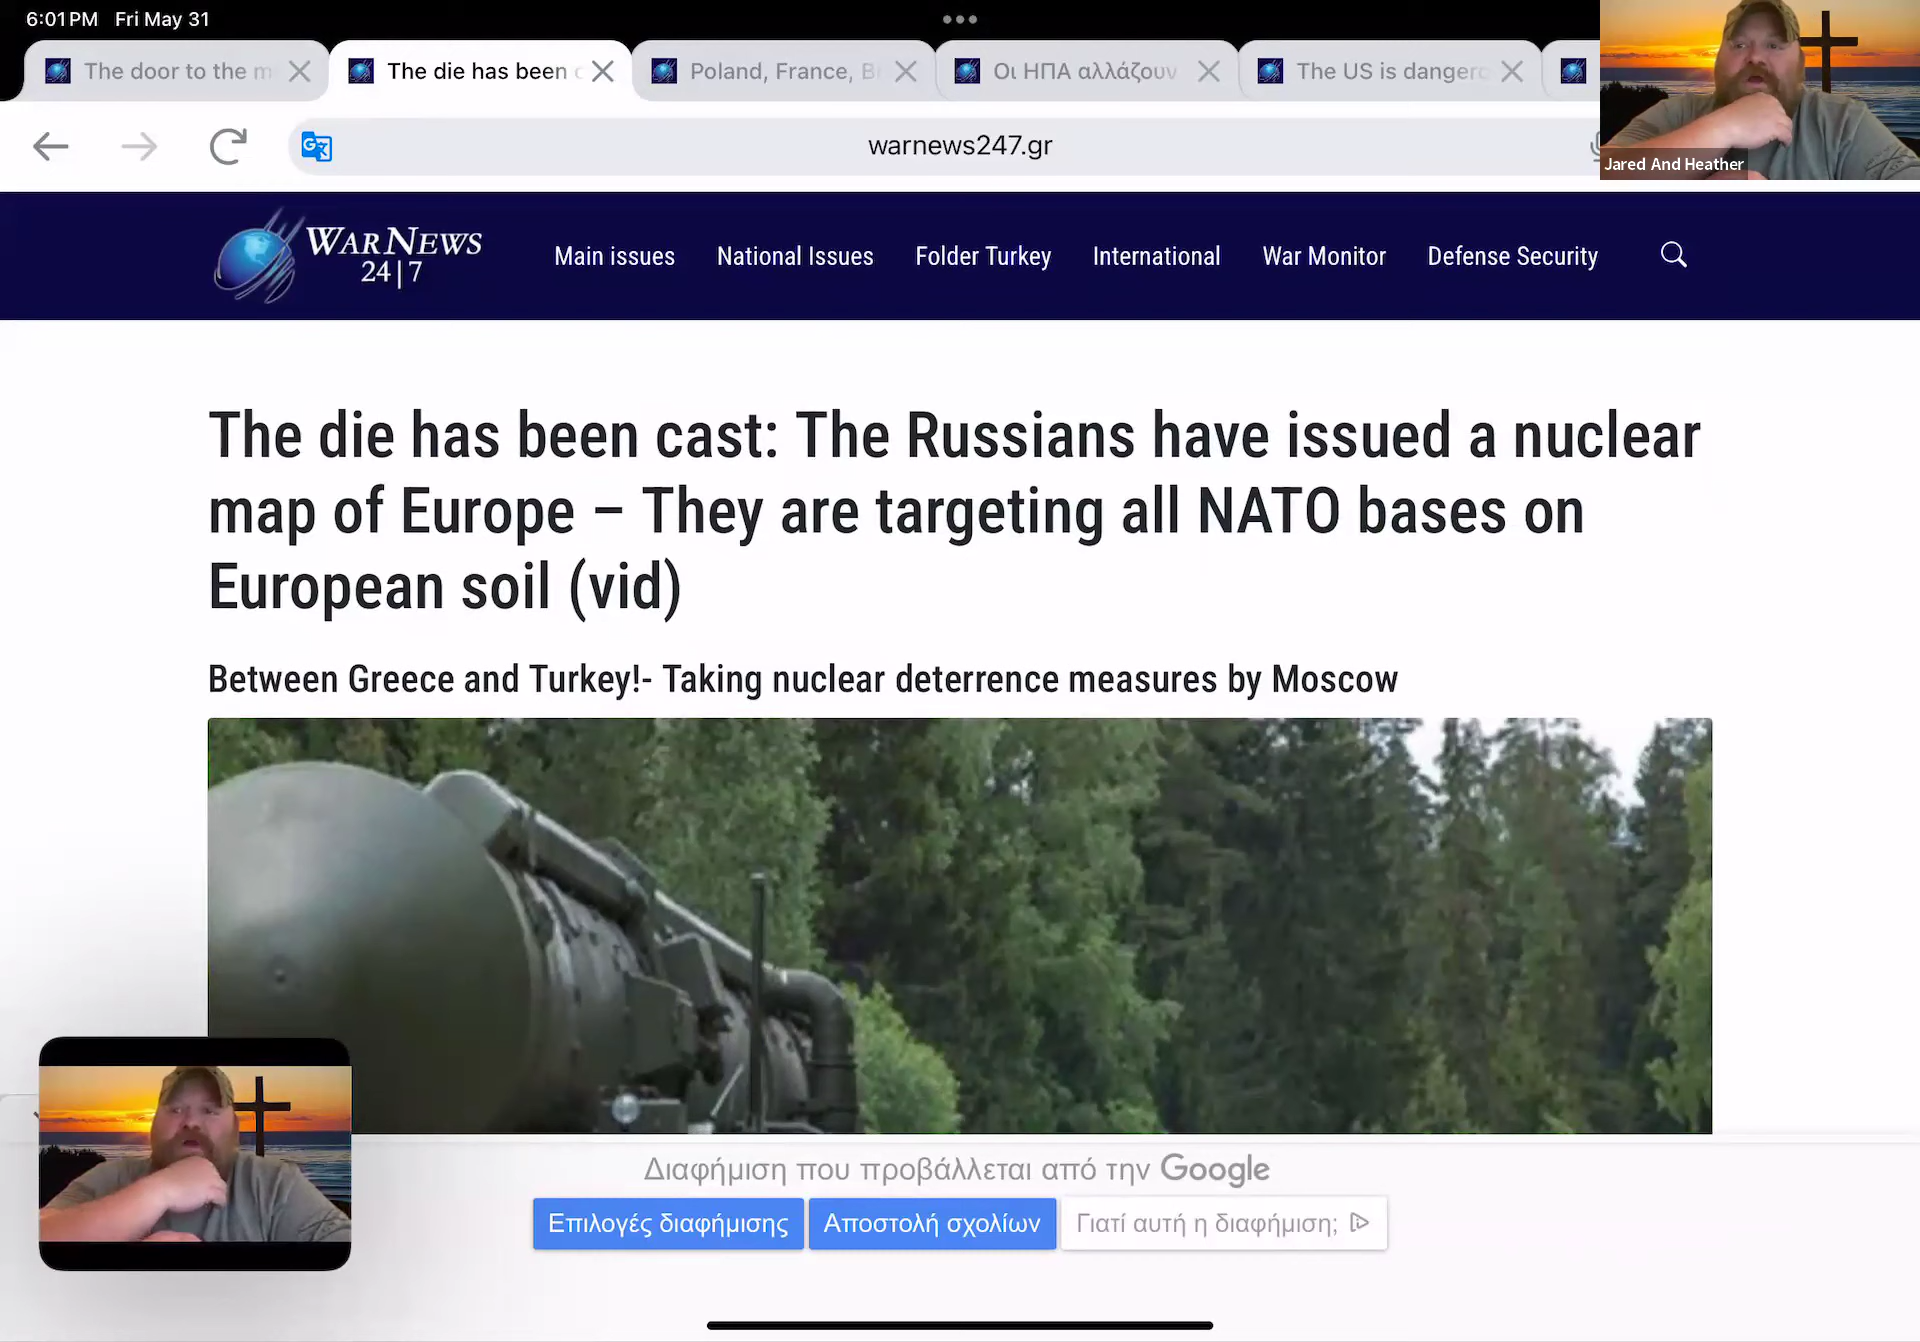 6:01 PM Fri May 31
The door to the m
The die has been c
Poland, France, B
Οι ΗΠΑ αλλάζουν
The US is dangero
warnews247.gr
Jared And Heather
WAR NEWS
24|7
Main issues
National Issues
Folder Turkey
International
War Monitor
Defense Security
The die has been cast: The Russians have issued a nuclear
map of Europe – They are targeting all NATO bases on
European soil (vid)
Between Greece and Turkey!- Taking nuclear deterrence measures by Moscow
Διαφήμιση που προβάλλεται από την Google
Επιλογές διαφήμισης
Αποστολή σχολίων
Γιατί αυτή η διαφήμιση;